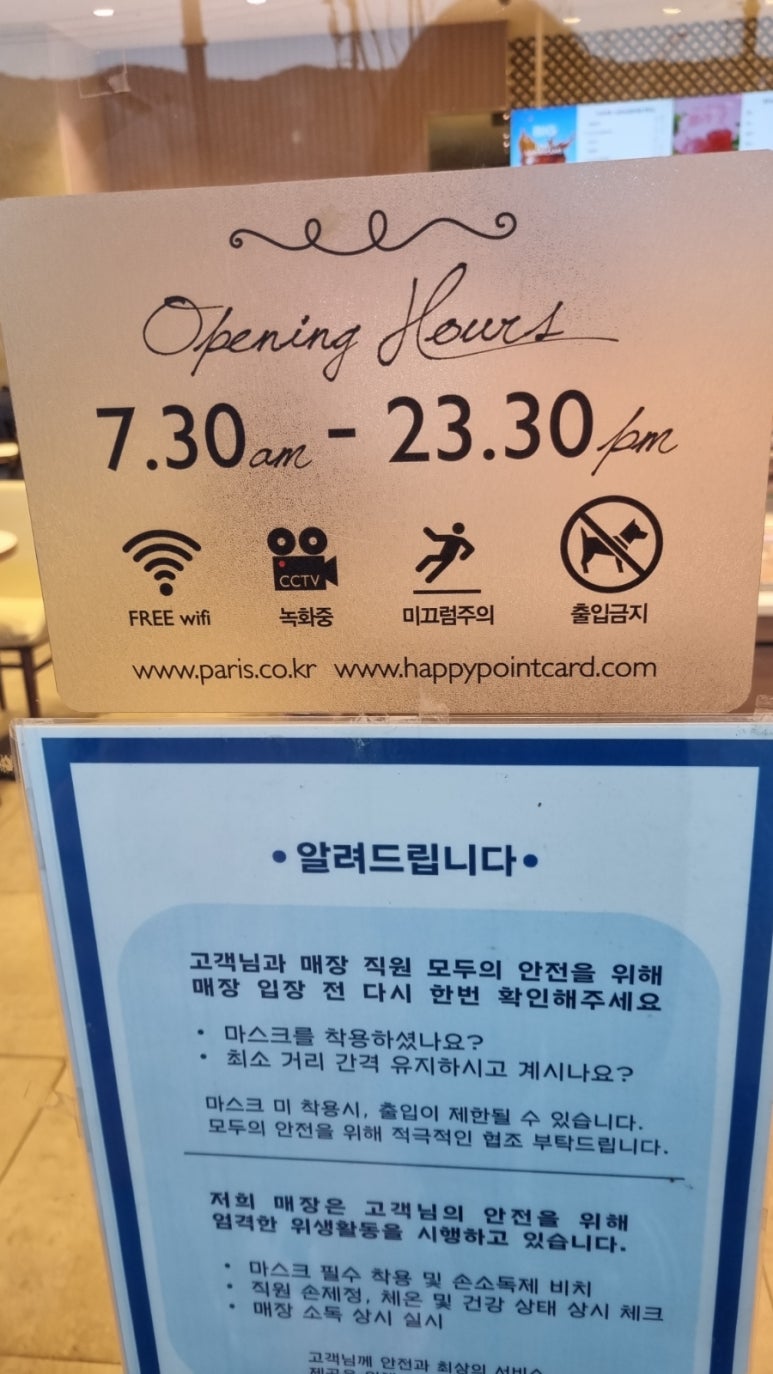 Opening Hours
7.30am - 23.30pm
CCTV
FREE wifi 녹화중 미끄럼주의 출입금지
www.paris.co.kr www.happypointcard.com
•알려드립니다•
고객님과 매장 직원 모두의 안전을 위해
매장 입장 전 다시 한번 확인해주세요
• 마스크를 착용하셨나요?
• 최소 거리 간격 유지하시고 계시나요?
마스크 미 착용시, 출입이 제한될 수 있습니다.
모두의 안전을 위해 적극적인 협조 부탁드립니다.
저희 매장은 고객님의 안전을 위해
엄격한 위생활동을 시행하고 있습니다.
• 마스크 필수 착용 및 손소독제 비치
• 직원 손제정, 체온 및 건강 상태 상시 체크
• 매장 소독 상시 실시
고객님께 안전과 최상의 서비스